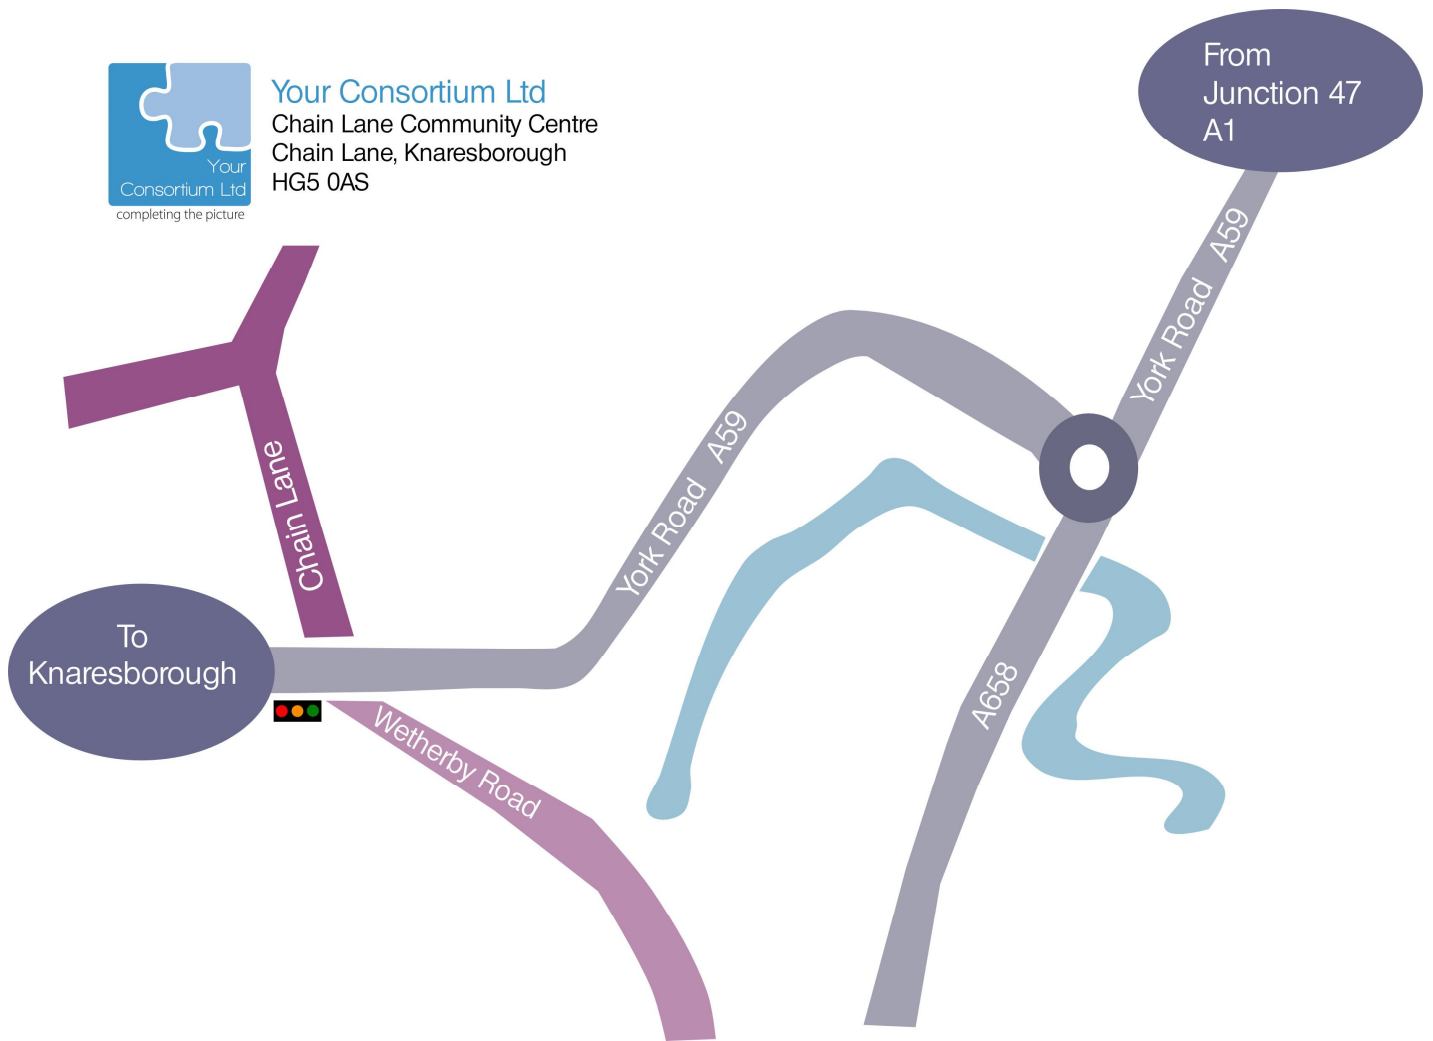 Your
Consortium Ltd
completing the picture
Your Consortium Ltd
Chain Lane Community Centre
Chain Lane, Knaresborough
HG5 0AS
From
Junction 47
A1
York Road A59
York Road A59
Chain Lane
To
Knaresborough
A658
Wetherby Road